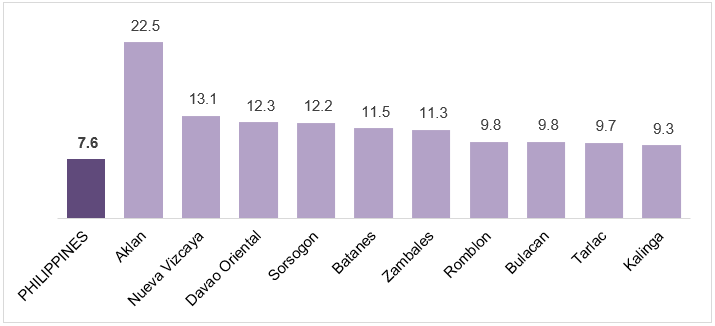 22.5
13.1
12.3
12.2
11.5
11.3
9.8
9.8
9.7
9.3
7.6
PHILIPPINES
Aklan
Nueva Vizcaya
Davao Oriental
Sorsogon
Batanes
Zambales
Romblon
Bulacan
Tarlac
Kalinga